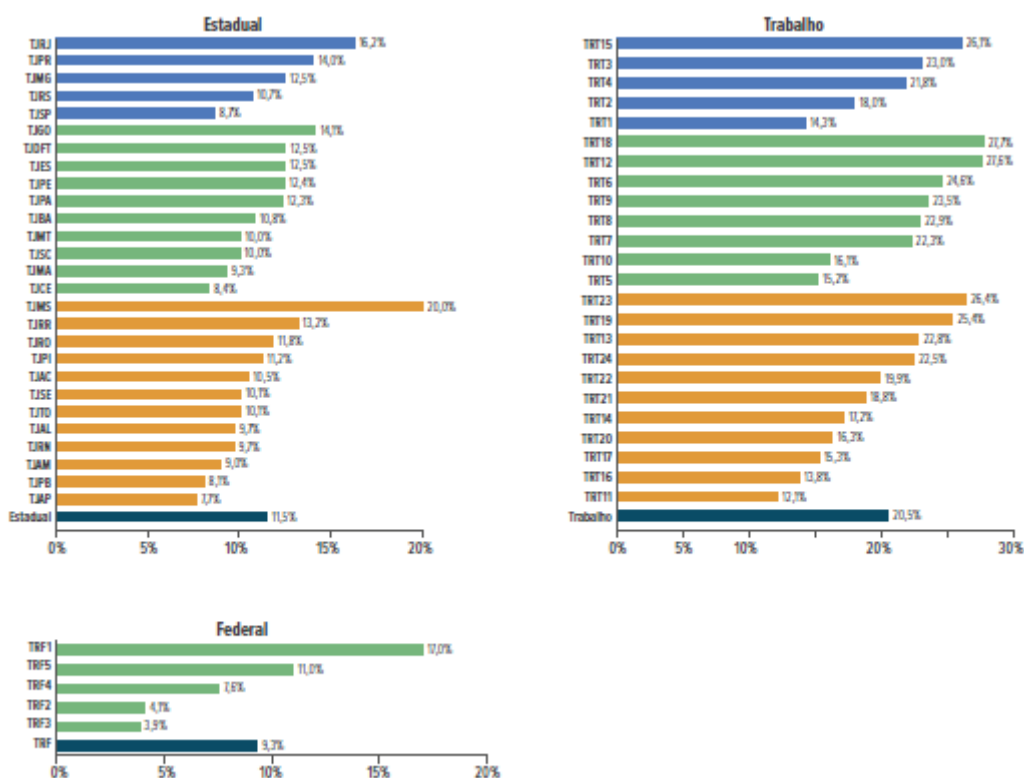 Estadual
TJRJ 16,2%
TJPR 14,0%
TJMG 12,5%
TJRS 10,7%
TJSP 8,7%
TJGO 14,1%
TJDFT 12,5%
TJES 12,5%
TJPE 12,4%
TJPA 12,3%
TJBA 10,8%
TJMT 10,0%
TJSC 10,0%
TJMA 9,3%
TJCE 8,4%
TJMS 20,0%
TJRR 13,2%
TJRO 11,8%
TJPI 11,2%
TJAC 10,5%
TJSE 10,1%
TJTO 10,1%
TJAL 9,7%
TJRN 9,7%
TJAM 9,0%
TJPB 8,1%
TJAP 7,7%
Estadual 11,5%
0% 5% 10% 15% 20%
Trabalho
TRT15 26,1%
TRT3 23,0%
TRT4 21,8%
TRT2 18,0%
TRT1 14,3%
TRT18 27,7%
TRT12 27,6%
TRT6 24,6%
TRT9 23,5%
TRT8 22,9%
TRT7 22,3%
TRT10 16,1%
TRT5 15,2%
TRT23 26,4%
TRT19 25,4%
TRT13 22,8%
TRT24 22,5%
TRT22 19,9%
TRT21 18,8%
TRT14 17,2%
TRT20 16,3%
TRT17 15,3%
TRT16 13,8%
TRT11 12,1%
Trabalho 20,5%
0% 5% 10% 20% 30%
Federal
TRF1 17,0%
TRF5 11,0%
TRF4 7,6%
TRF2 4,1%
TRF3 3,9%
TRF 9,3%
0% 5% 10% 15% 20%